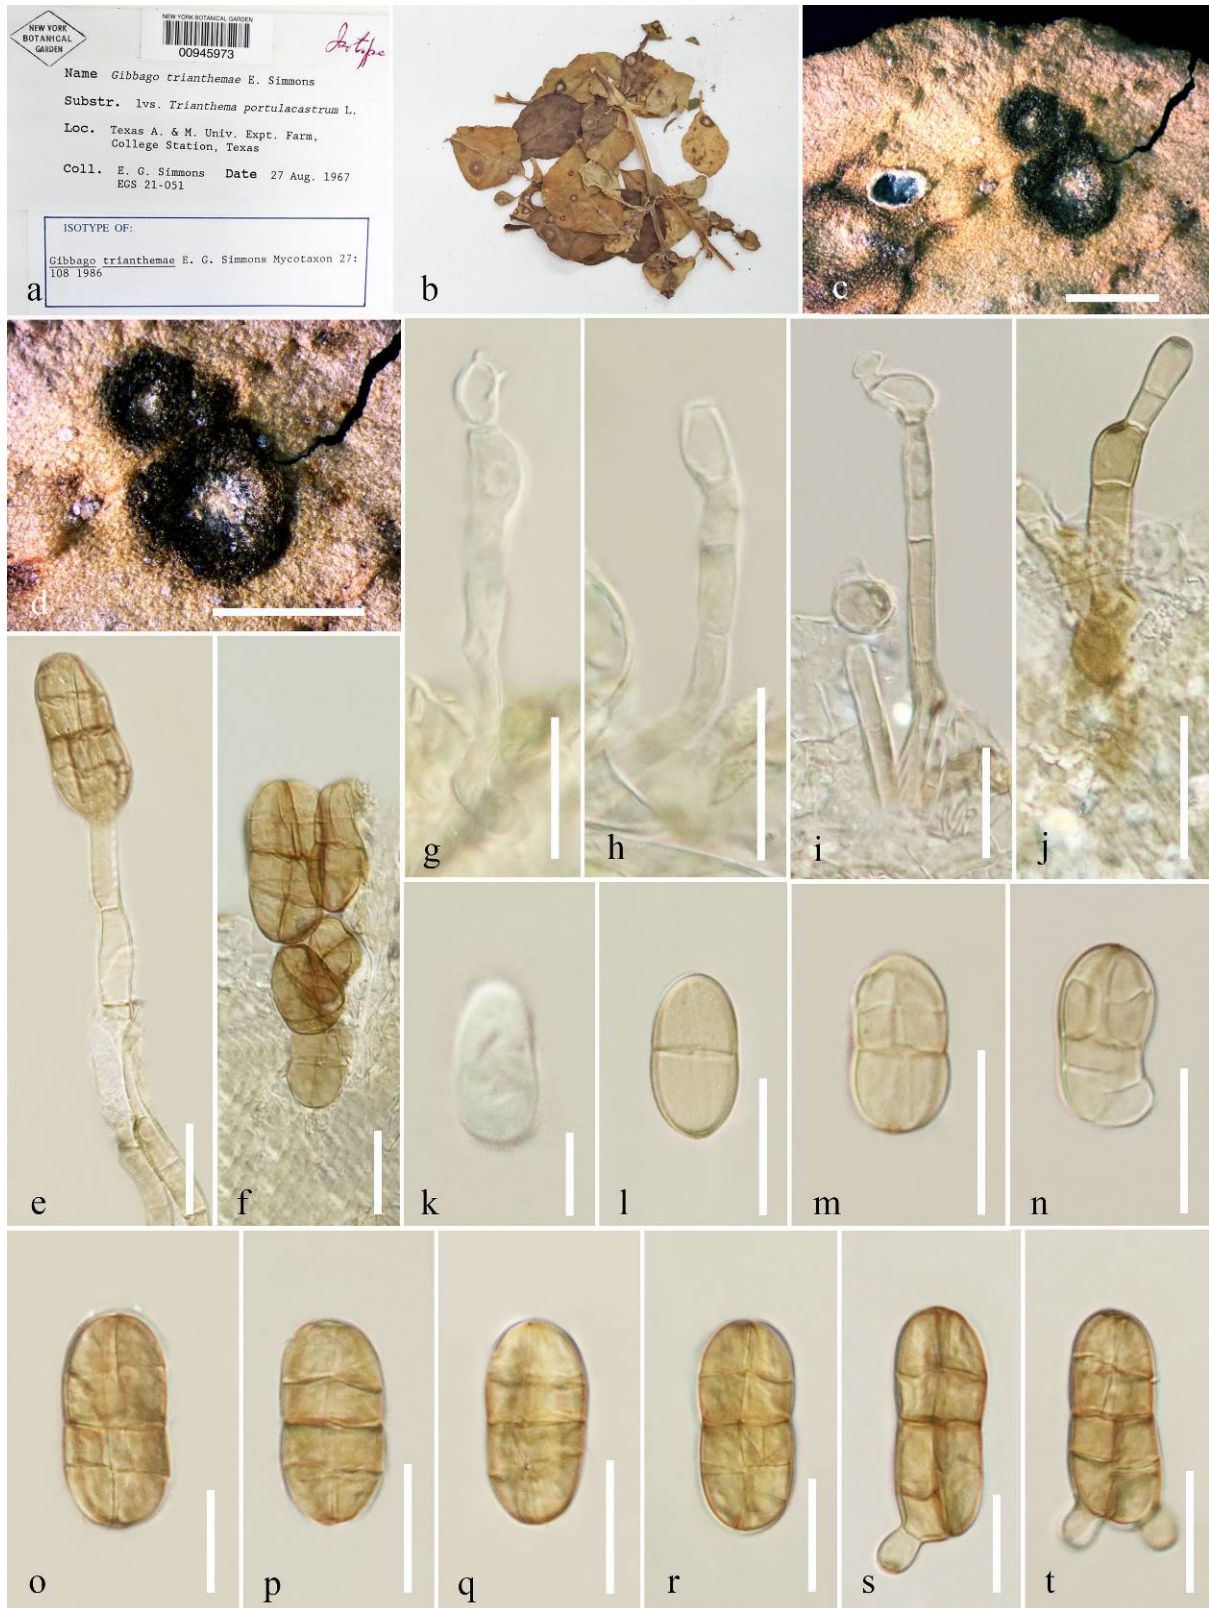 NEW YORK
BOTANICAL
GARDEN
NEW YORK BOTANICAL GARDEN
00945973
Isotype
Name Gibbago trianthemae E. Simmons
Substr. lvs. Trianthema portulacastrum L.
Loc. Texas A. & M. Univ. Expt. Farm,
College Station, Texas
Coll. E. G. Simmons Date 27 Aug. 1967
EGS 21-051
ISOTYPE OF:
Gibbago trianthemae E. G. Simmons Mycotaxon 27:
108 1986
a
b
c
d
e
f
g
h
i
j
k
l
m
n
o
p
q
r
s
t